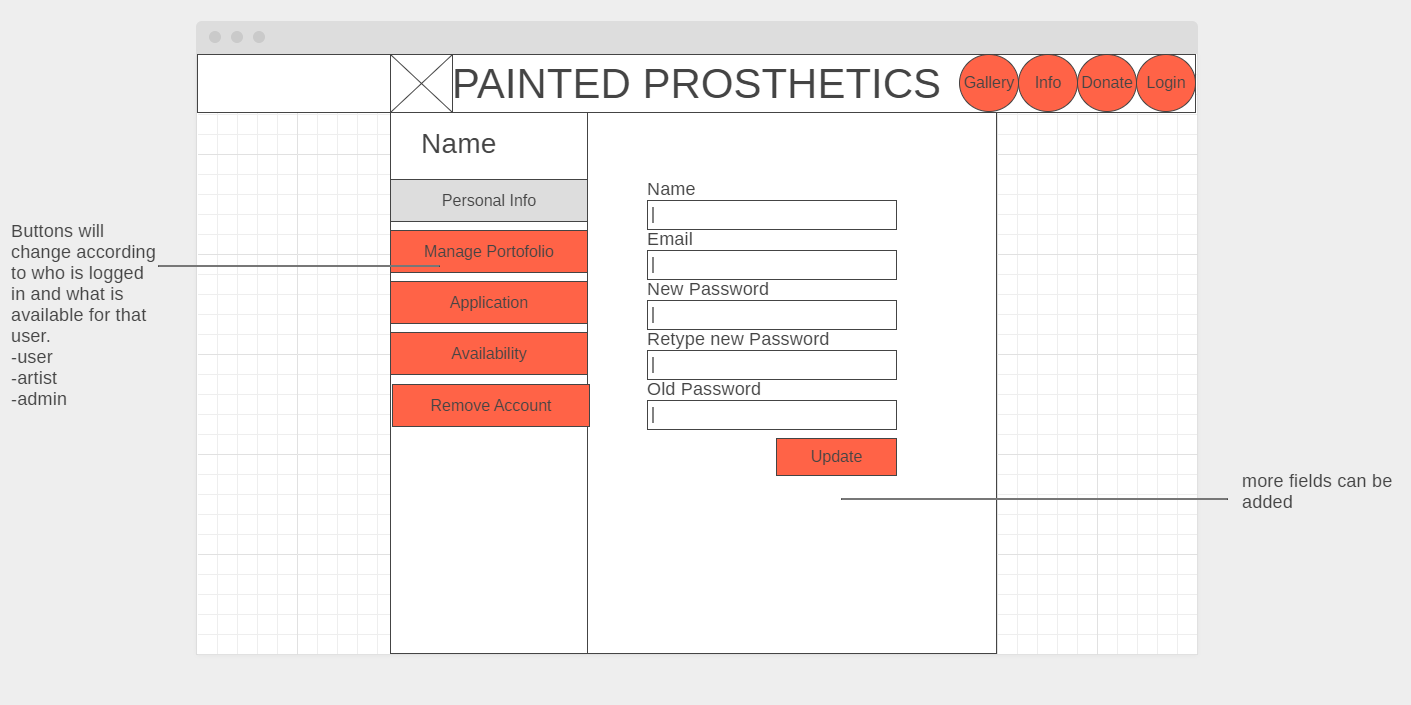 PAINTED PROSTHETICS
Gallery
Info
Donate
Login
Name
Personal Info
Manage Portofolio
Application
Availability
Remove Account
Buttons will
change according
to who is logged
in and what is
available for that
user.
-user
-artist
-admin
Name
Email
New Password
Retype new Password
Old Password
Update
more fields can be
added